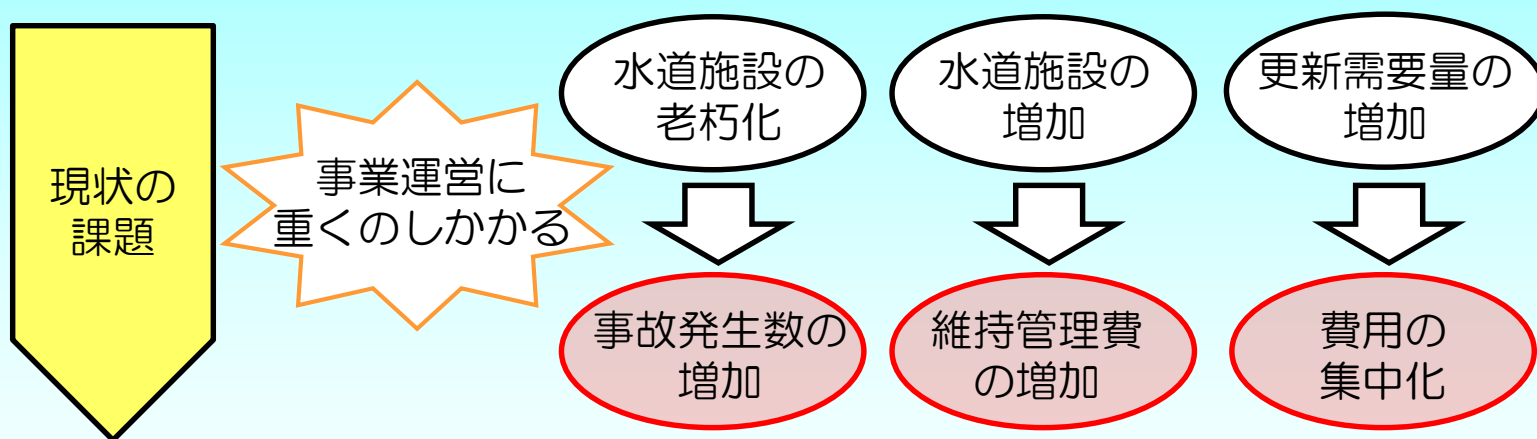 現状の
課題
事業運営に
重くのしかかる
水道施設の
老朽化
水道施設の
増加
更新需要量の
増加
事故発生数の
増加
維持管理費
の増加
費用の
集中化